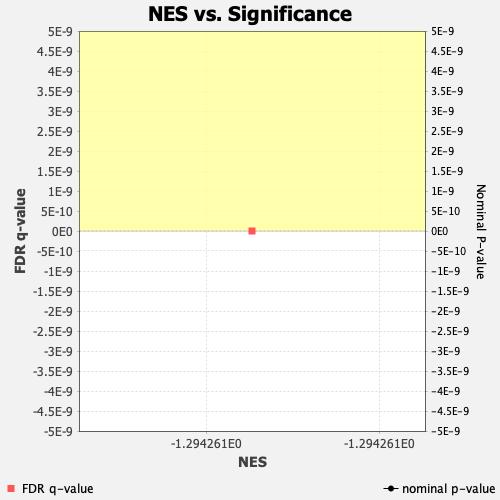 NES vs. Significance
5E-9
4.5E-9
4E-9
3.5E-9
3E-9
2.5E-9
2E-9
1.5E-9
1E-9
5E-10
0E0
-5E-10
-1E-9
-1.5E-9
-2E-9
-2.5E-9
-3E-9
-3.5E-9
-4E-9
-4.5E-9
-5E-9
FDR q-value
5E-9
4.5E-9
4E-9
3.5E-9
3E-9
2.5E-9
2E-9
1.5E-9
1E-9
5E-10
0E0
-5E-10
-1E-9
-1.5E-9
-2E-9
-2.5E-9
-3E-9
-3.5E-9
-4E-9
-4.5E-9
-5E-9
Nominal P-value
-1.294261E0 -1.294261E0
NES
FDR q-value nominal p-value